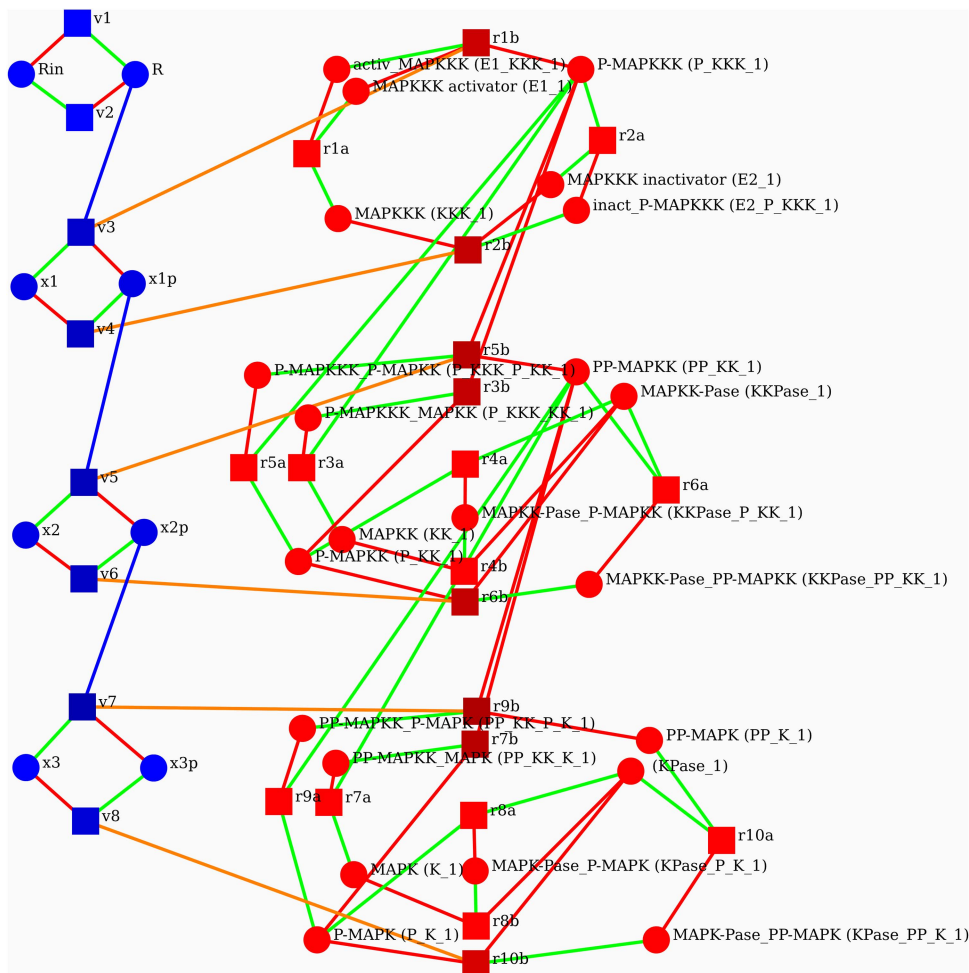 v1
r1b
Rin
R
activ_MAPKKK (E1_KKK_1)
P-MAPKKK (P_KKK_1)
MAPKKK activator (E1_1)
v2
r2a
r1a
MAPKKK inactivator (E2_1)
inact_P-MAPKKK (E2_P_KKK_1)
MAPKKK (KKK_1)
v3
r2b
x1
x1p
v4
r5b
P-MAPKKK_P-MAPKK (P_KKK_P_KK_1)
PP-MAPKK (PP_KK_1)
r3b
MAPKK-Pase (KKPase_1)
P-MAPKKK_MAPKK (P_KKK_KK_1)
r5a
r3a
r4a
v5
r6a
MAPKK-Pase_P-MAPKK (KKPase_P_KK_1)
x2
x2p
MAPKK (KK_1)
P-MAPKK (P_KK_1)
r4b
v6
MAPKK-Pase_PP-MAPKK (KKPase_PP_KK_1)
r6b
v7
r9b
PP-MAPKK_P-MAPK (PP_KK_P_K_1)
PP-MAPK (PP_K_1)
r7b
PP-MAPKK_MAPK (PP_KK_K_1)
x3
x3p
(KPase_1)
r9a
r7a
r8a
v8
r10a
MAPK (K_1)
MAPK-Pase_P-MAPK (KPase_P_K_1)
r8b
P-MAPK (P_K_1)
MAPK-Pase_PP-MAPK (KPase_PP_K_1)
r10b